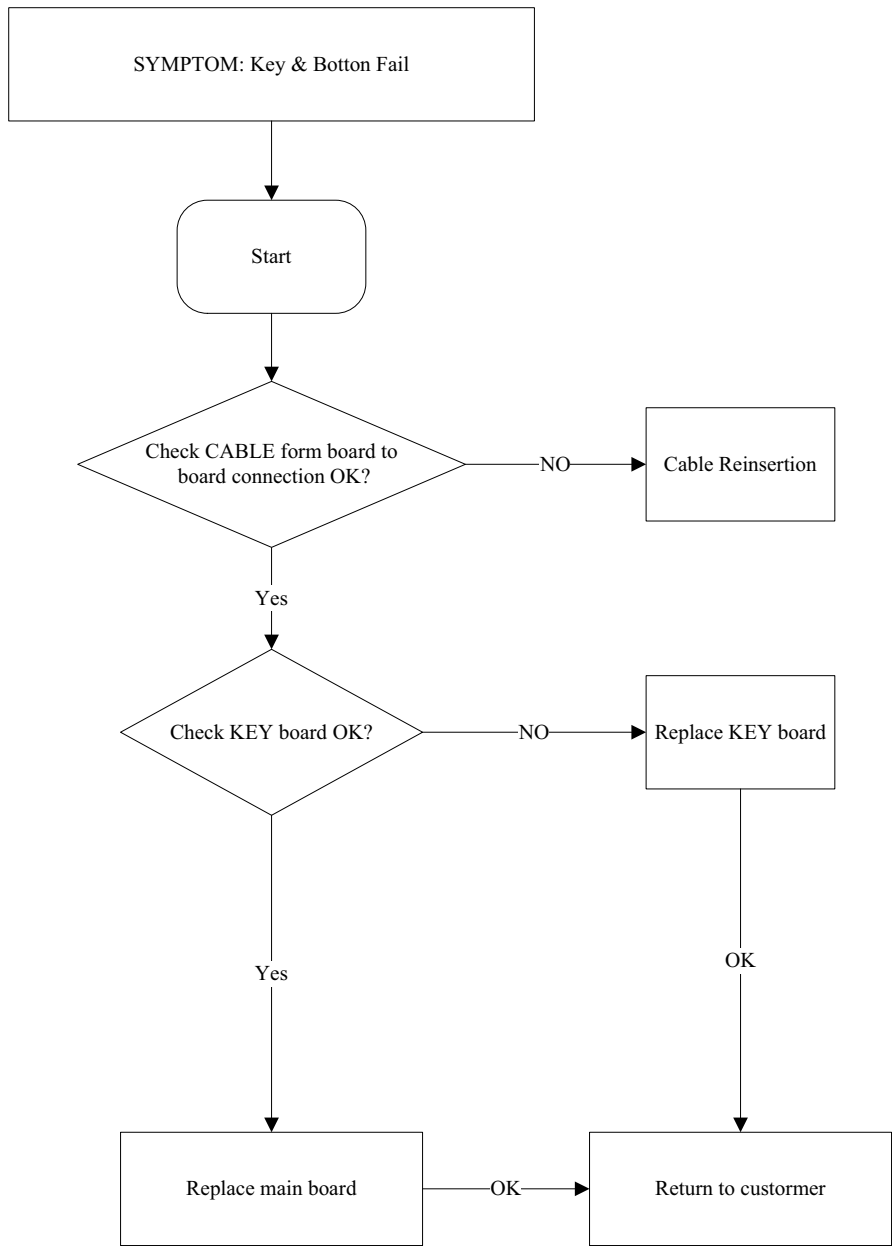 SYMPTOM: Key & Botton Fail
Start
Check CABLE form board to
board connection OK?
NO
Cable Reinsertion
Yes
Check KEY board OK?
NO
Replace KEY board
Yes
OK
Replace main board
OK
Return to custormer